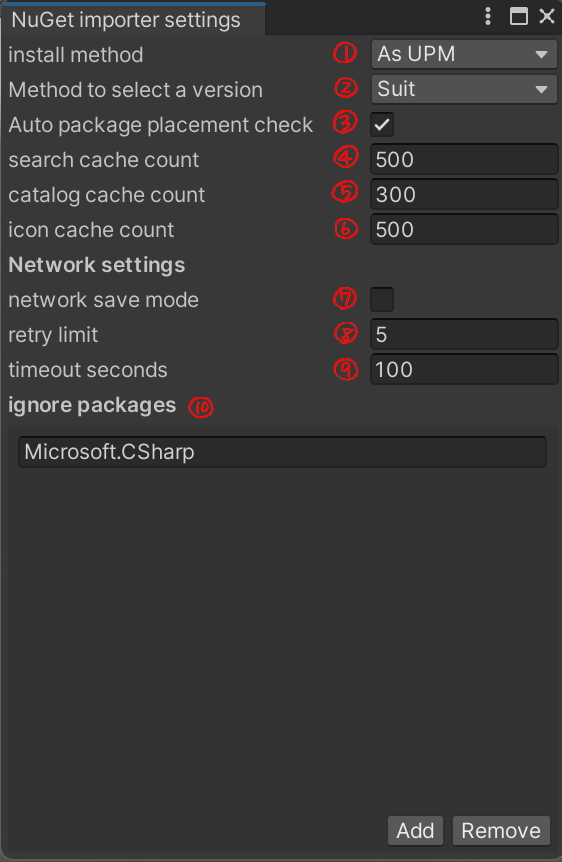 NuGet importer settings
install method ① As UPM
Method to select a version ② Suit
Auto package placement check ③
search cache count ④ 500
catalog cache count ⑤ 300
icon cache count ⑥ 500
Network settings
network save mode ⑦
retry limit ⑧ 5
timeout seconds ⑨ 100
ignore packages ⑩
Microsoft.CSharp
Add Remove